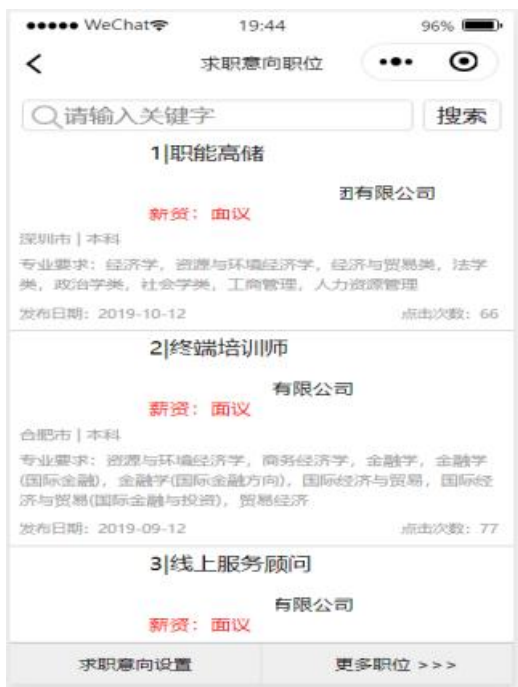 WeChat 19:44 96%
求职意向职位
请输入关键字 搜索
1|职能高储
有限公司
薪资：面议
深圳市 | 本科
专业要求：经济学，资源与环境经济学，经济与贸易类，法学
类，政治学类，社会学类，工商管理，人力资源管理
发布日期：2019-10-12 点击次数：66
2|终端培训师
有限公司
薪资：面议
合肥市 | 本科
专业要求：资源与环境经济学，商务经济学，金融学，金融学
(国际金融)，金融学(国际金融方向)，国际经济与贸易，国际经
济与贸易(国际金融与投资)，贸易经济
发布日期：2019-09-12 点击次数：77
3|线上服务顾问
有限公司
薪资：面议
求职意向设置 更多职位 >>>